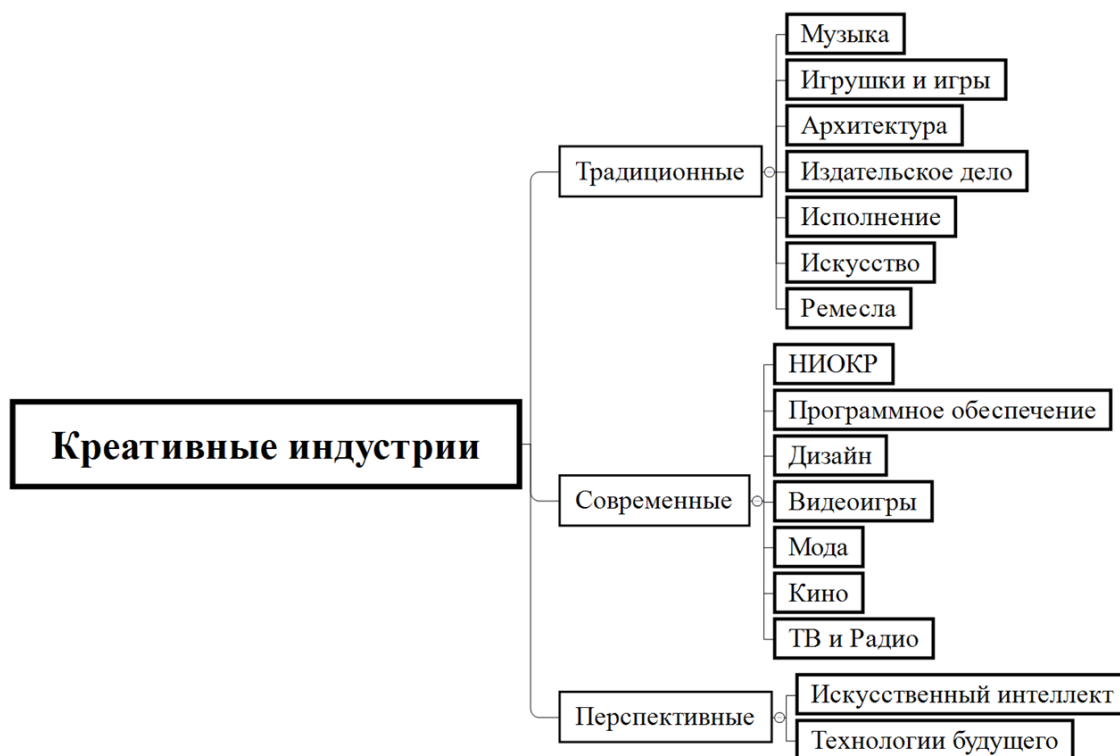 Креативные индустрии
Традиционные
Музыка
Игрушки и игры
Архитектура
Издательское дело
Исполнение
Искусство
Ремесла
Современные
НИОКР
Программное обеспечение
Дизайн
Видеоигры
Мода
Кино
ТВ и Радио
Перспективные
Искусственный интеллект
Технологии будущего